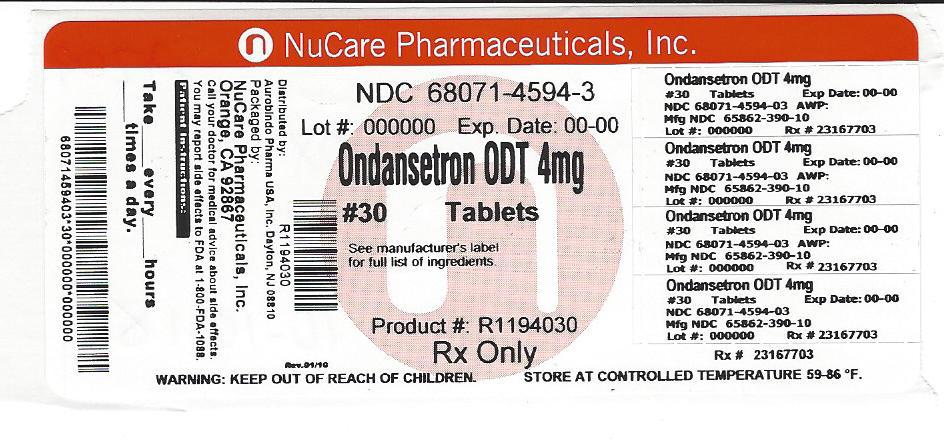 n NuCare Pharmaceuticals, Inc.
Take ___ every ___ hours
___ times a day.
Patient Instructions:
You may report side effects to FDA at 1-800-FDA-1088.
Call your doctor for medical advice about side effects.
Orange, CA 92867
NuCare Pharmaceuticals, Inc.
Packaged by:
Aurobindo Pharma USA, Inc. Dayton, NJ 08810
Distributed by:
R1194030
68071459403*30*000000*000000
NDC 68071-4594-3
Lot #: 000000 Exp. Date: 00-00
Ondansetron ODT 4mg
#30 Tablets
See manufacturer's label
for full list of ingredients.
Product #: R1194030
Rx Only
Rev.01/10
WARNING: KEEP OUT OF REACH OF CHILDREN. STORE AT CONTROLLED TEMPERATURE 59-86 °F.
Ondansetron ODT 4mg
#30 Tablets Exp Date: 00-00
NDC 68071-4594-03 AWP:
Mfg NDC 65862-390-10
Lot #: 000000 Rx # 23167703
Ondansetron ODT 4mg
#30 Tablets Exp Date: 00-00
NDC 68071-4594-03 AWP:
Mfg NDC 65862-390-10
Lot #: 000000 Rx # 23167703
Ondansetron ODT 4mg
#30 Tablets Exp Date: 00-00
NDC 68071-4594-03 AWP:
Mfg NDC 65862-390-10
Lot #: 000000 Rx # 23167703
Ondansetron ODT 4mg
#30 Tablets Exp Date: 00-00
NDC 68071-4594-03
Mfg NDC 65862-390-10
Lot #: 000000 Rx # 23167703
Rx # 23167703